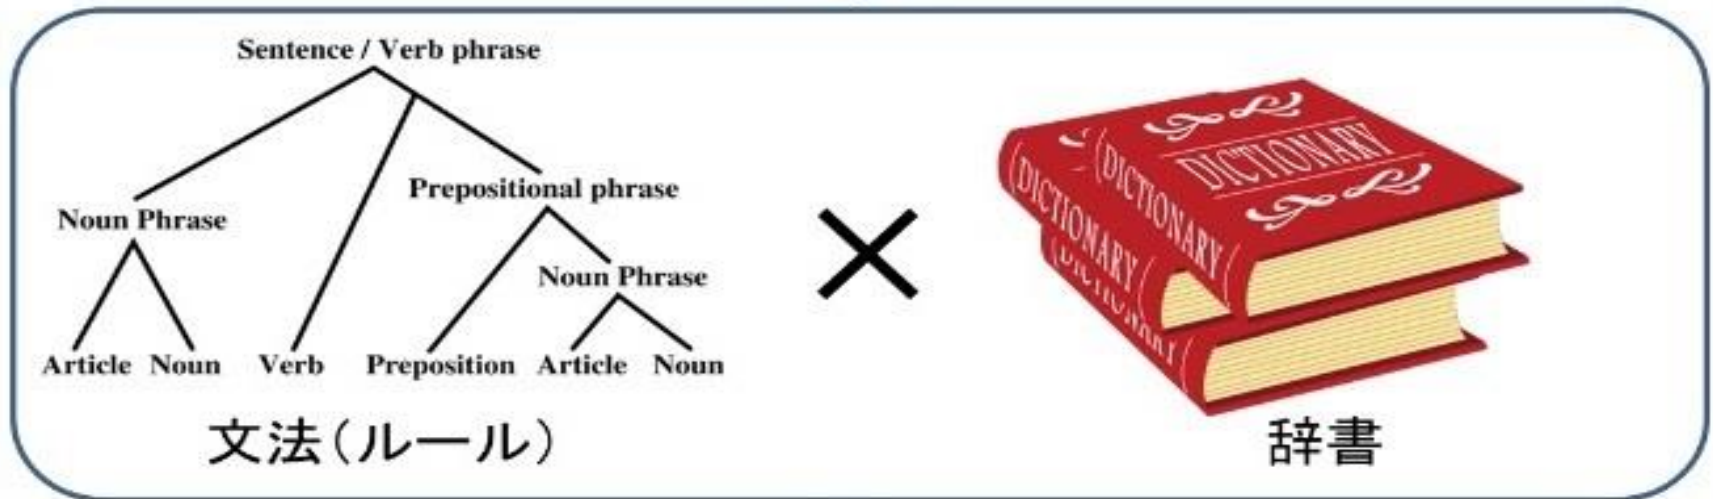 Sentence / Verb phrase
Prepositional phrase
Noun Phrase
Noun Phrase
Article Noun Verb Preposition Article Noun
文法(ルール)
DICTIONARY
DICTIONARY
DICTIONARY
DICTIONARY
辞書